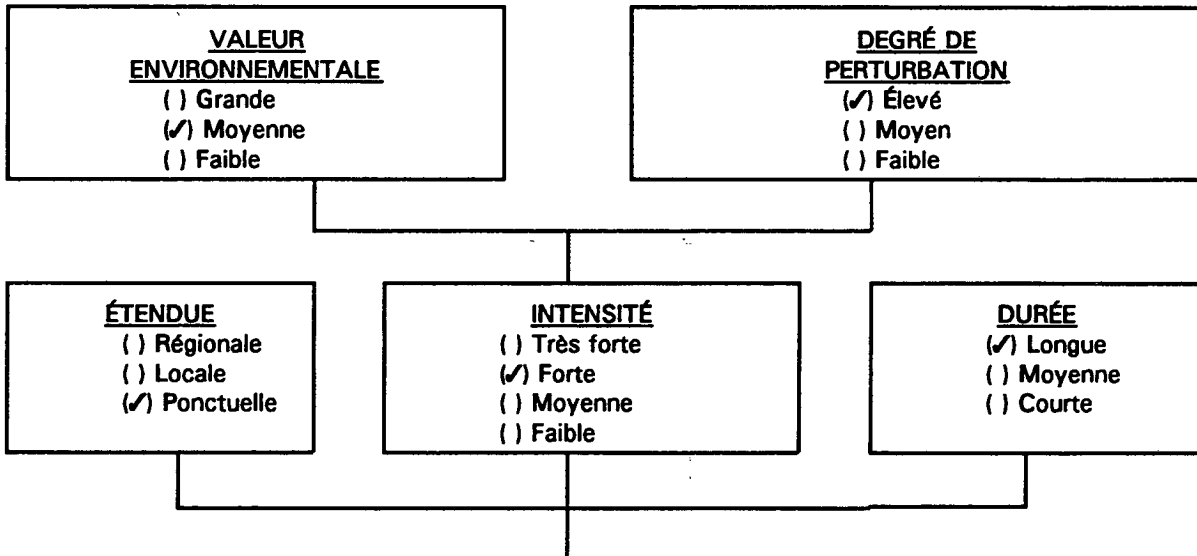 VALEUR
ENVIRONNEMENTALE
( ) Grande
(✓) Moyenne
( ) Faible
DEGRÉ DE
PERTURBATION
(✓) Élevé
( ) Moyen
( ) Faible
ÉTENDUE
( ) Régionale
( ) Locale
(✓) Ponctuelle
INTENSITÉ
( ) Très forte
(✓) Forte
( ) Moyenne
( ) Faible
DURÉE
(✓) Longue
( ) Moyenne
( ) Courte